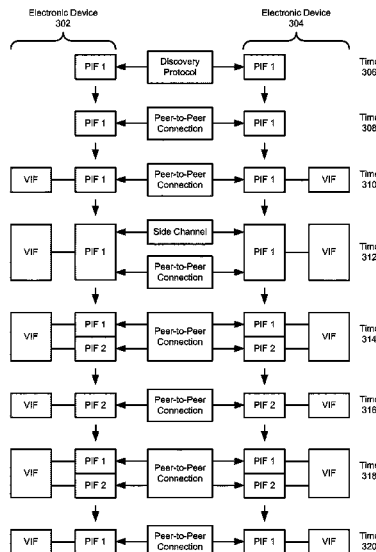 Electronic Device
302
Electronic Device
304
PIF 1
Discovery
Protocol
PIF 1
Time
306
PIF 1
Peer-to-Peer
Connection
PIF 1
Time
308
VIF
PIF 1
Peer-to-Peer
Connection
PIF 1
VIF
Time
310
VIF
PIF 1
Side Channel
Peer-to-Peer
Connection
PIF 1
VIF
Time
312
VIF
PIF 1
PIF 2
Peer-to-Peer
Connection
PIF 1
PIF 2
VIF
Time
314
VIF
PIF 2
Peer-to-Peer
Connection
PIF 2
VIF
Time
316
VIF
PIF 1
PIF 2
Peer-to-Peer
Connection
PIF 1
PIF 2
VIF
Time
318
VIF
PIF 1
Peer-to-Peer
Connection
PIF 1
VIF
Time
320